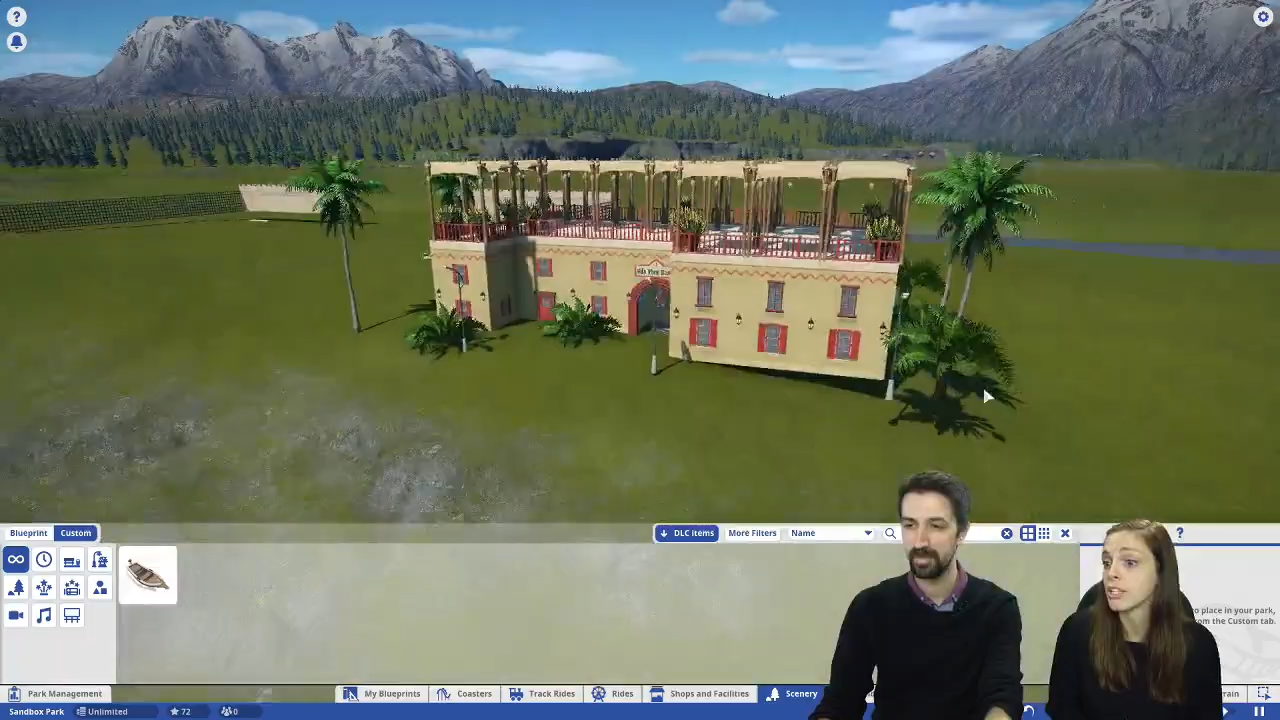 Blueprint
Custom
DLC Items
More Filters
Name
o place in your park,
om the Custom tab.
Park Management
My Blueprints
Coasters
Track Rides
Rides
Shops and Facilities
Scenery
rain
Sandbox Park
Unlimited
72
0